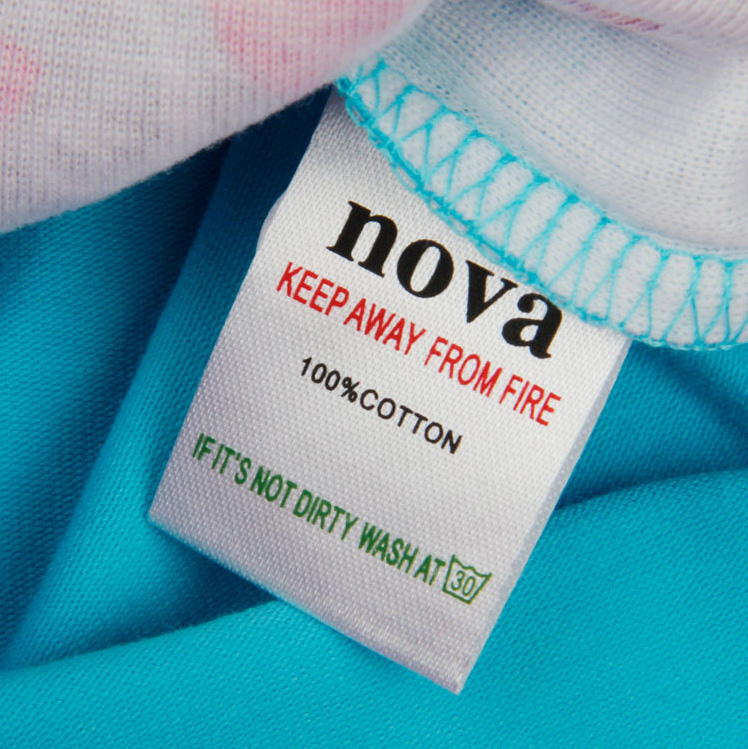 nova
KEEP AWAY FROM FIRE
100%COTTON
IF IT'S NOT DIRTY WASH AT 30